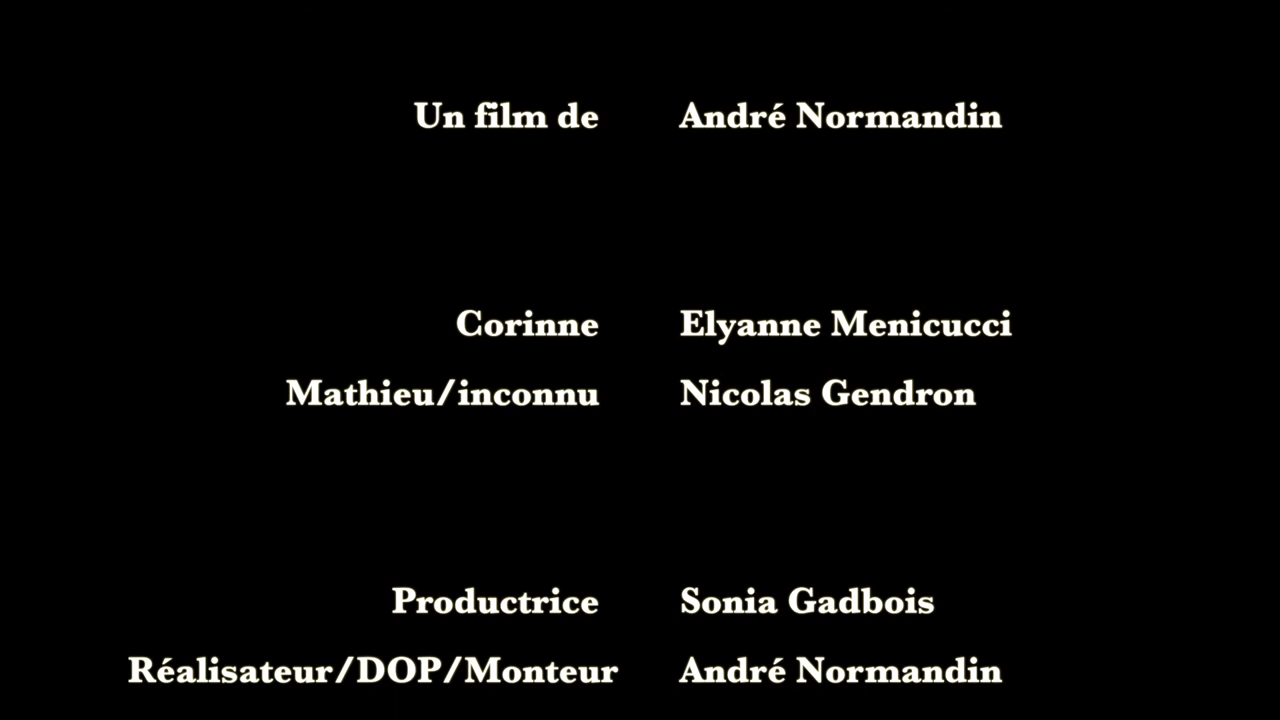 Un film de André Normandin
Corinne Elyanne Menicucci
Mathieu/inconnu Nicolas Gendron
Productrice Sonia Gadbois
Réalisateur/DOP/Monteur André Normandin